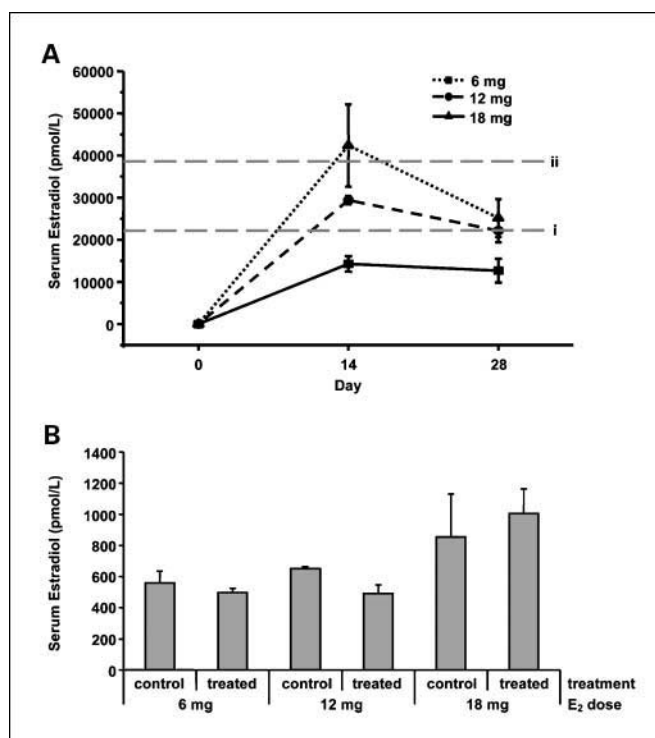 A
Serum Estradiol (pmol/L)
60000
50000
40000
30000
20000
10000
0
6 mg
12 mg
18 mg
ii
i
0 14 28
Day
B
Serum Estradiol (pmol/L)
1400
1200
1000
800
600
400
200
0
control treated control treated control treated treatment
6 mg 12 mg 18 mg E₂ dose